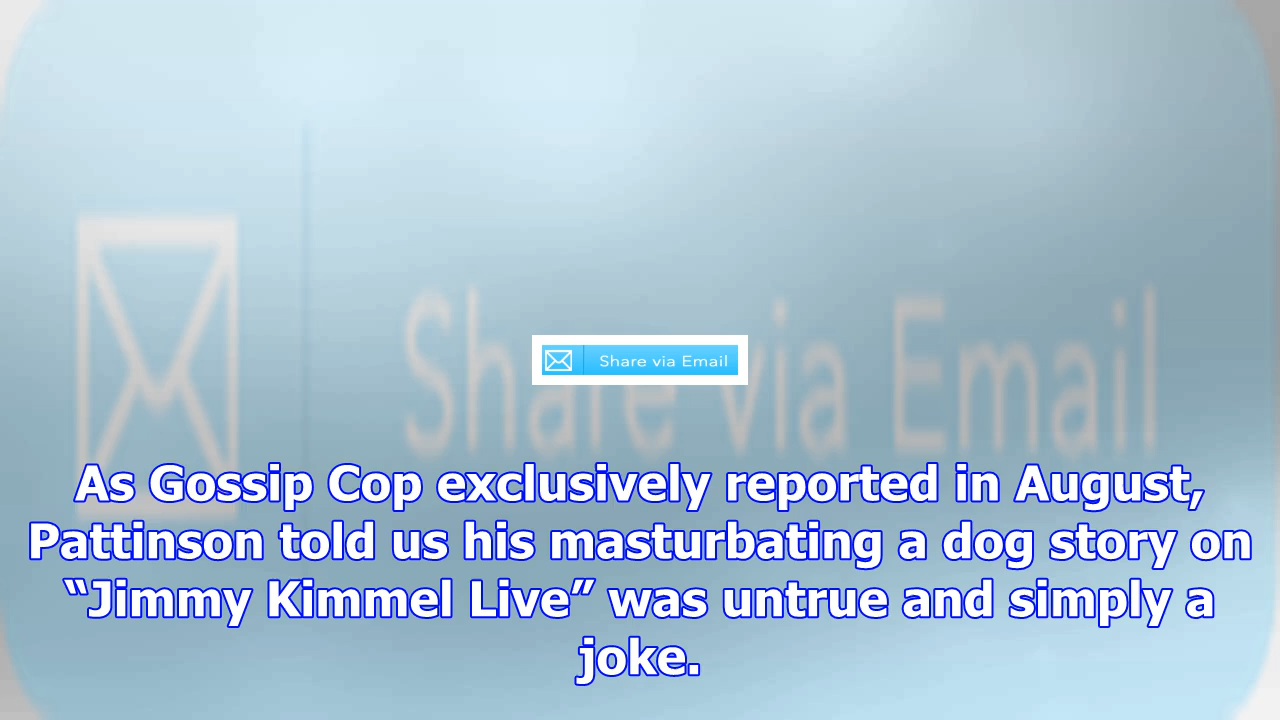 Share via Email
Share via Email
As Gossip Cop exclusively reported in August,
Pattinson told us his masturbating a dog story on
“Jimmy Kimmel Live” was untrue and simply a
joke.